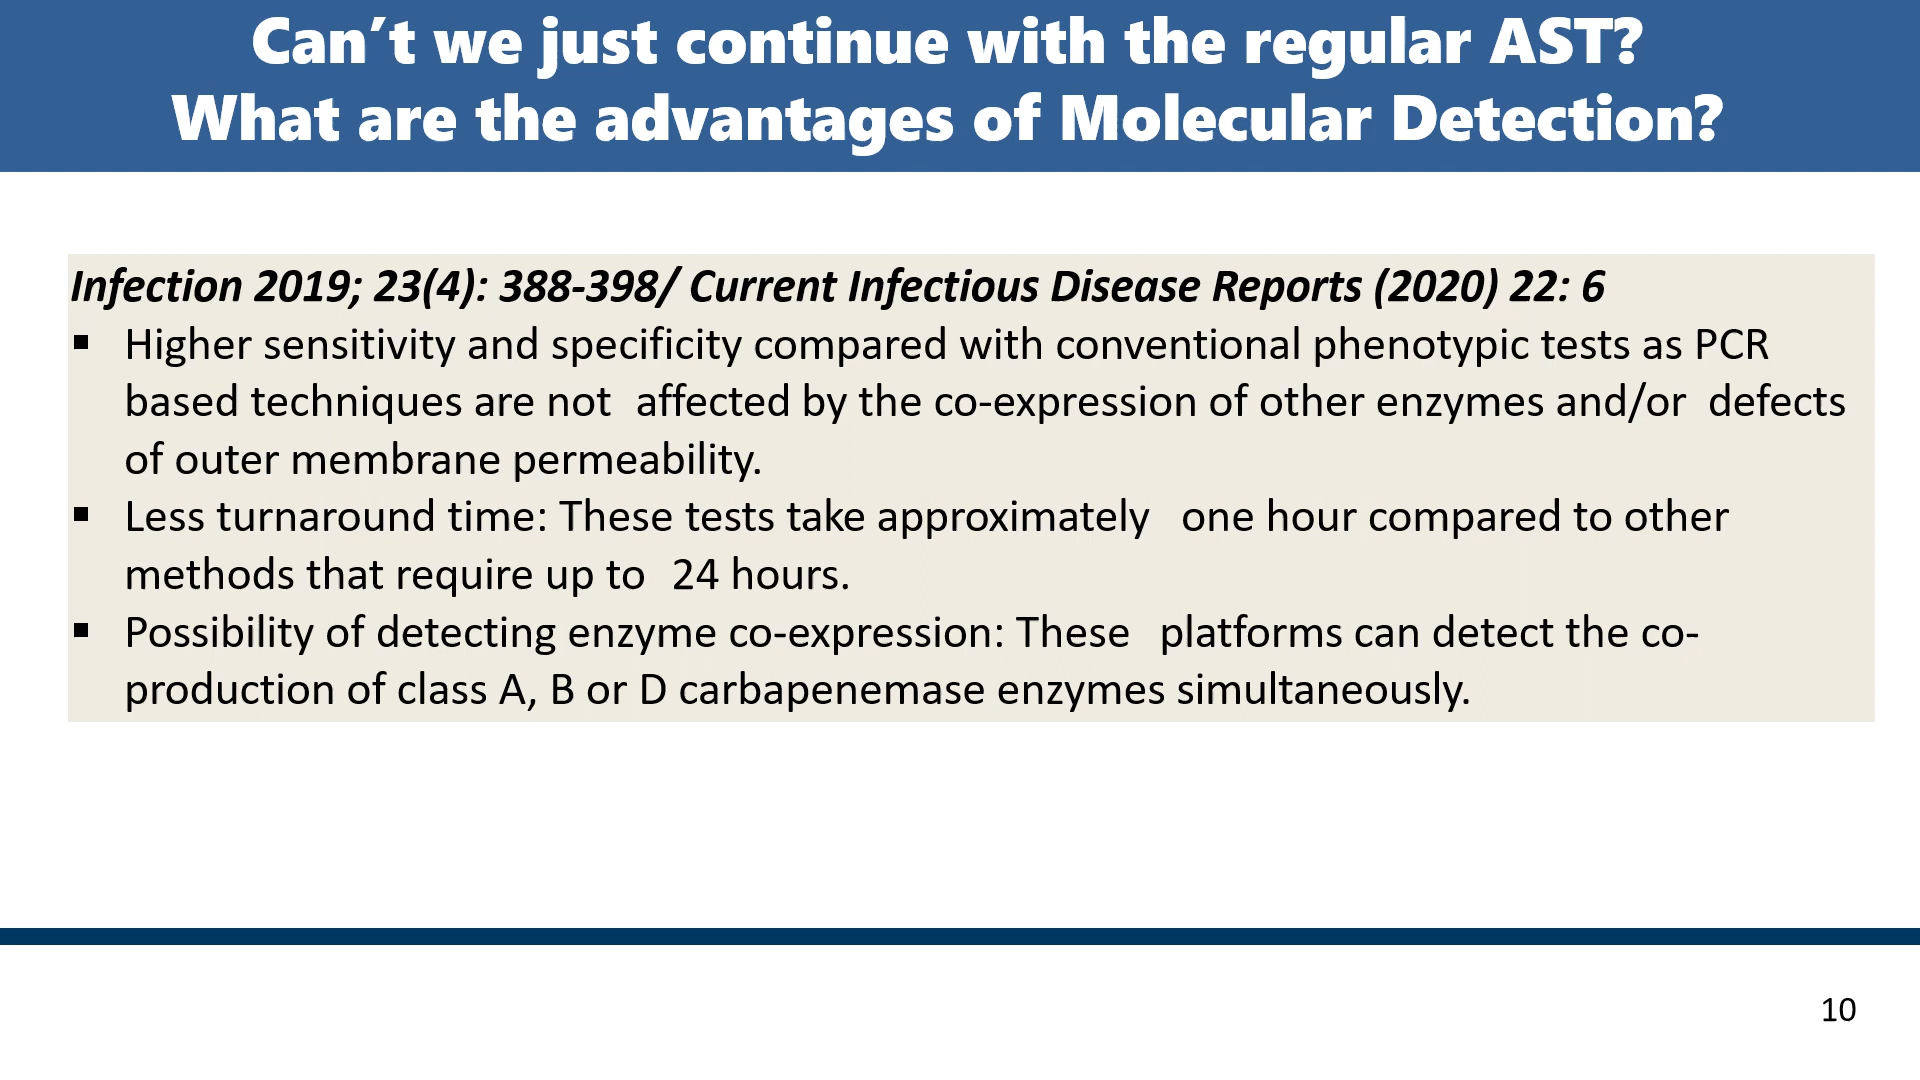 Can’t we just continue with the regular AST?
What are the advantages of Molecular Detection?
Infection 2019; 23(4): 388-398/ Current Infectious Disease Reports (2020) 22: 6
▪ Higher sensitivity and specificity compared with conventional phenotypic tests as PCR
based techniques are not affected by the co-expression of other enzymes and/or defects
of outer membrane permeability.
▪ Less turnaround time: These tests take approximately one hour compared to other
methods that require up to 24 hours.
▪ Possibility of detecting enzyme co-expression: These platforms can detect the co-
production of class A, B or D carbapenemase enzymes simultaneously.
10